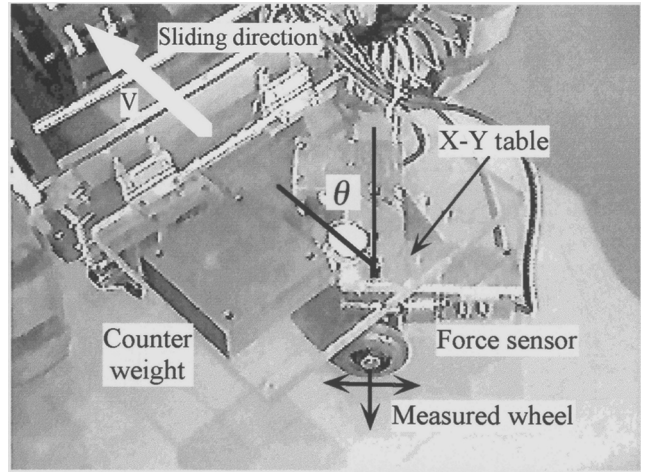 Sliding direction
V
X-Y table
θ
Counter
weight
Force sensor
Measured wheel